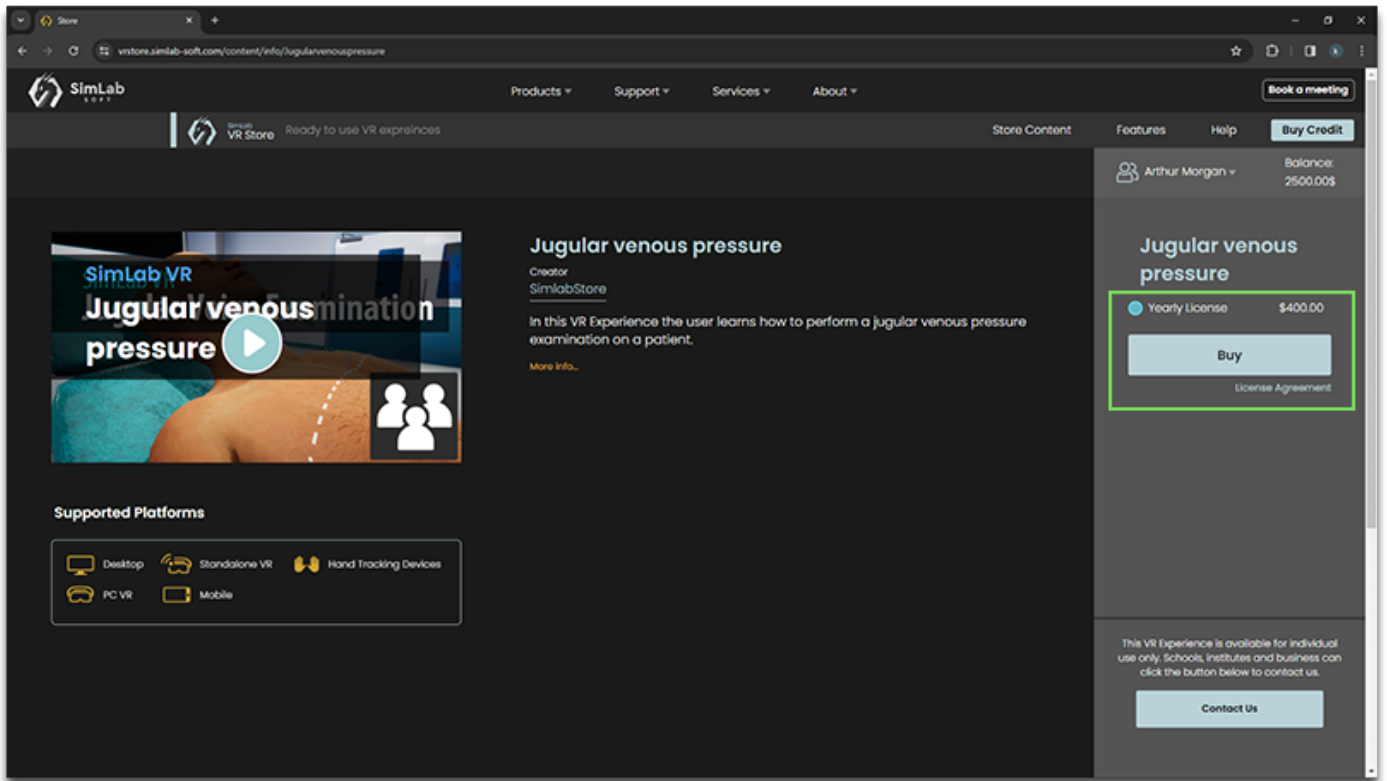 Store
vrstore.simlab-soft.com/content/info/Jugularvenouspressure
SimLab
SOFT
Products
Support
Services
About
Book a meeting
SimLab
VR Store
Ready to use VR expreinces
Store Content
Features
Help
Buy Credit
Arthur Morgan
Balance:
2500.00$
SimLab VR
Jugular venous
pressure
mination
Jugular venous pressure
Creator
SimlabStore
In this VR Experience the user learns how to perform a jugular venous pressure
examination on a patient.
More info...
Jugular venous
pressure
Yearly License $400.00
Buy
License Agreement
Supported Platforms
Desktop
Standalone VR
Hand Tracking Devices
PC VR
Mobile
This VR Experience is available for individual
use only. Schools, institutes and business can
click the button below to contact us.
Contact Us